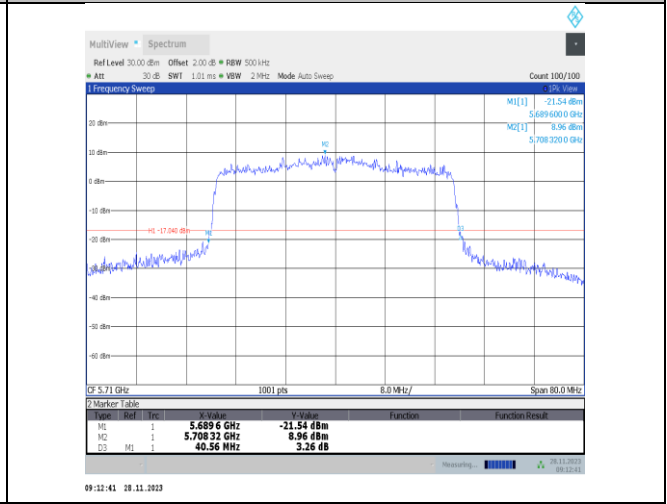 MultiView Spectrum
Ref Level 30.00 dBm Offset 2.00 dB RBW 500 kHz
Att 30 dB SWT 1.01 ms VBW 2 MHz Mode Auto Sweep Count 100/100
1 Frequency Sweep 1Pk View
M1[1] -21.54 dBm
5.68960 0 GHz
M2[1] 8.96 dBm
5.70832 0 GHz
20 dBm
M2
10 dBm
0 dBm
-10 dBm
H1 -17.040 dBm
M1
D3
-20 dBm
-30 dBm
-40 dBm
-50 dBm
-60 dBm
CF 5.71 GHz 1001 pts 8.0 MHz/ Span 80.0 MHz
2 Marker Table
Type Ref Trc X-Value Y-Value Function Function Result
M1 1 5.689 6 GHz -21.54 dBm
M2 1 5.708 32 GHz 8.96 dBm
D3 M1 1 40.56 MHz 3.26 dB
Measuring... 28.11.2023
09:12:41
09:12:41 28.11.2023